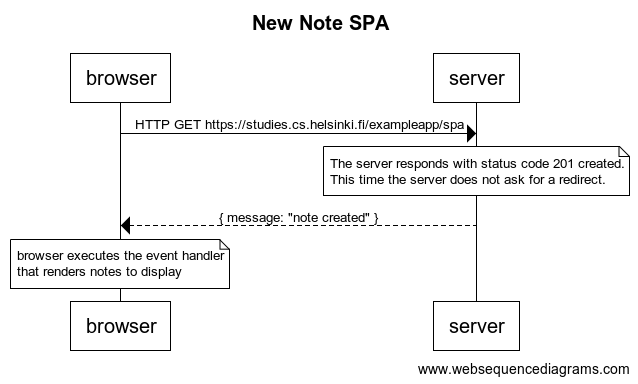 New Note SPA
browser
server
HTTP GET https://studies.cs.helsinki.fi/exampleapp/spa
The server responds with status code 201 created.
This time the server does not ask for a redirect.
{ message: "note created" }
browser executes the event handler
that renders notes to display
browser
server
www.websequencediagrams.com